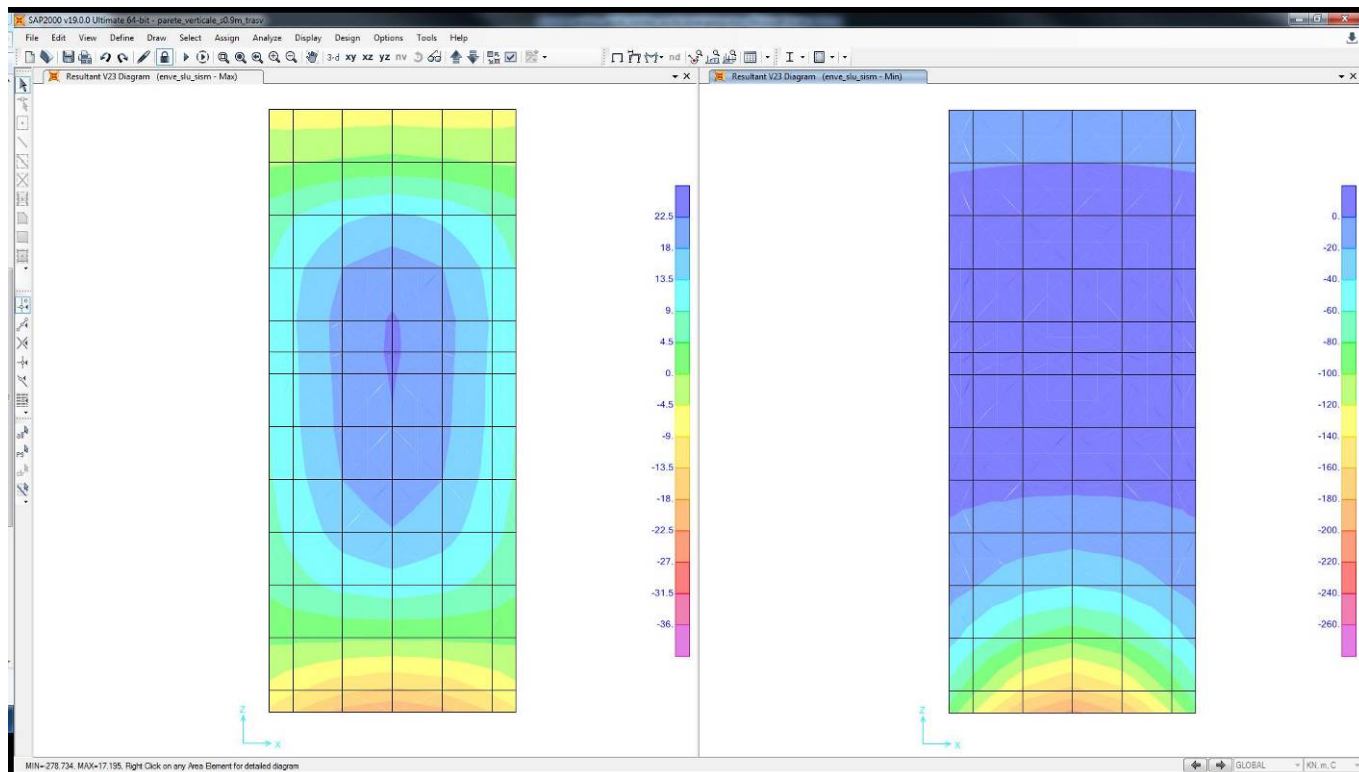 SAP2000 v19.0.0 Ultimate 64-bit - parete_verticale_s0.9m_trasv
File Edit View Define Draw Select Assign Analyze Display Design Options Tools Help
3-d xy xz yz nv nd
Resultant V23 Diagram (enve_slu_sism - Max)
Resultant V23 Diagram (enve_slu_sism - Min)
22.5
18.
13.5
9.
4.5
0.
-4.5
-9.
-13.5
-18.
-22.5
-27.
-31.5
-36.
Z
X
0.
-20.
-40.
-60.
-80.
-100.
-120.
-140.
-160.
-180.
-200.
-220.
-240.
-260.
Z
X
MIN=-278.734, MAX=17.195, Right Click on any Area Element for detailed diagram
GLOBAL
KN, m, C